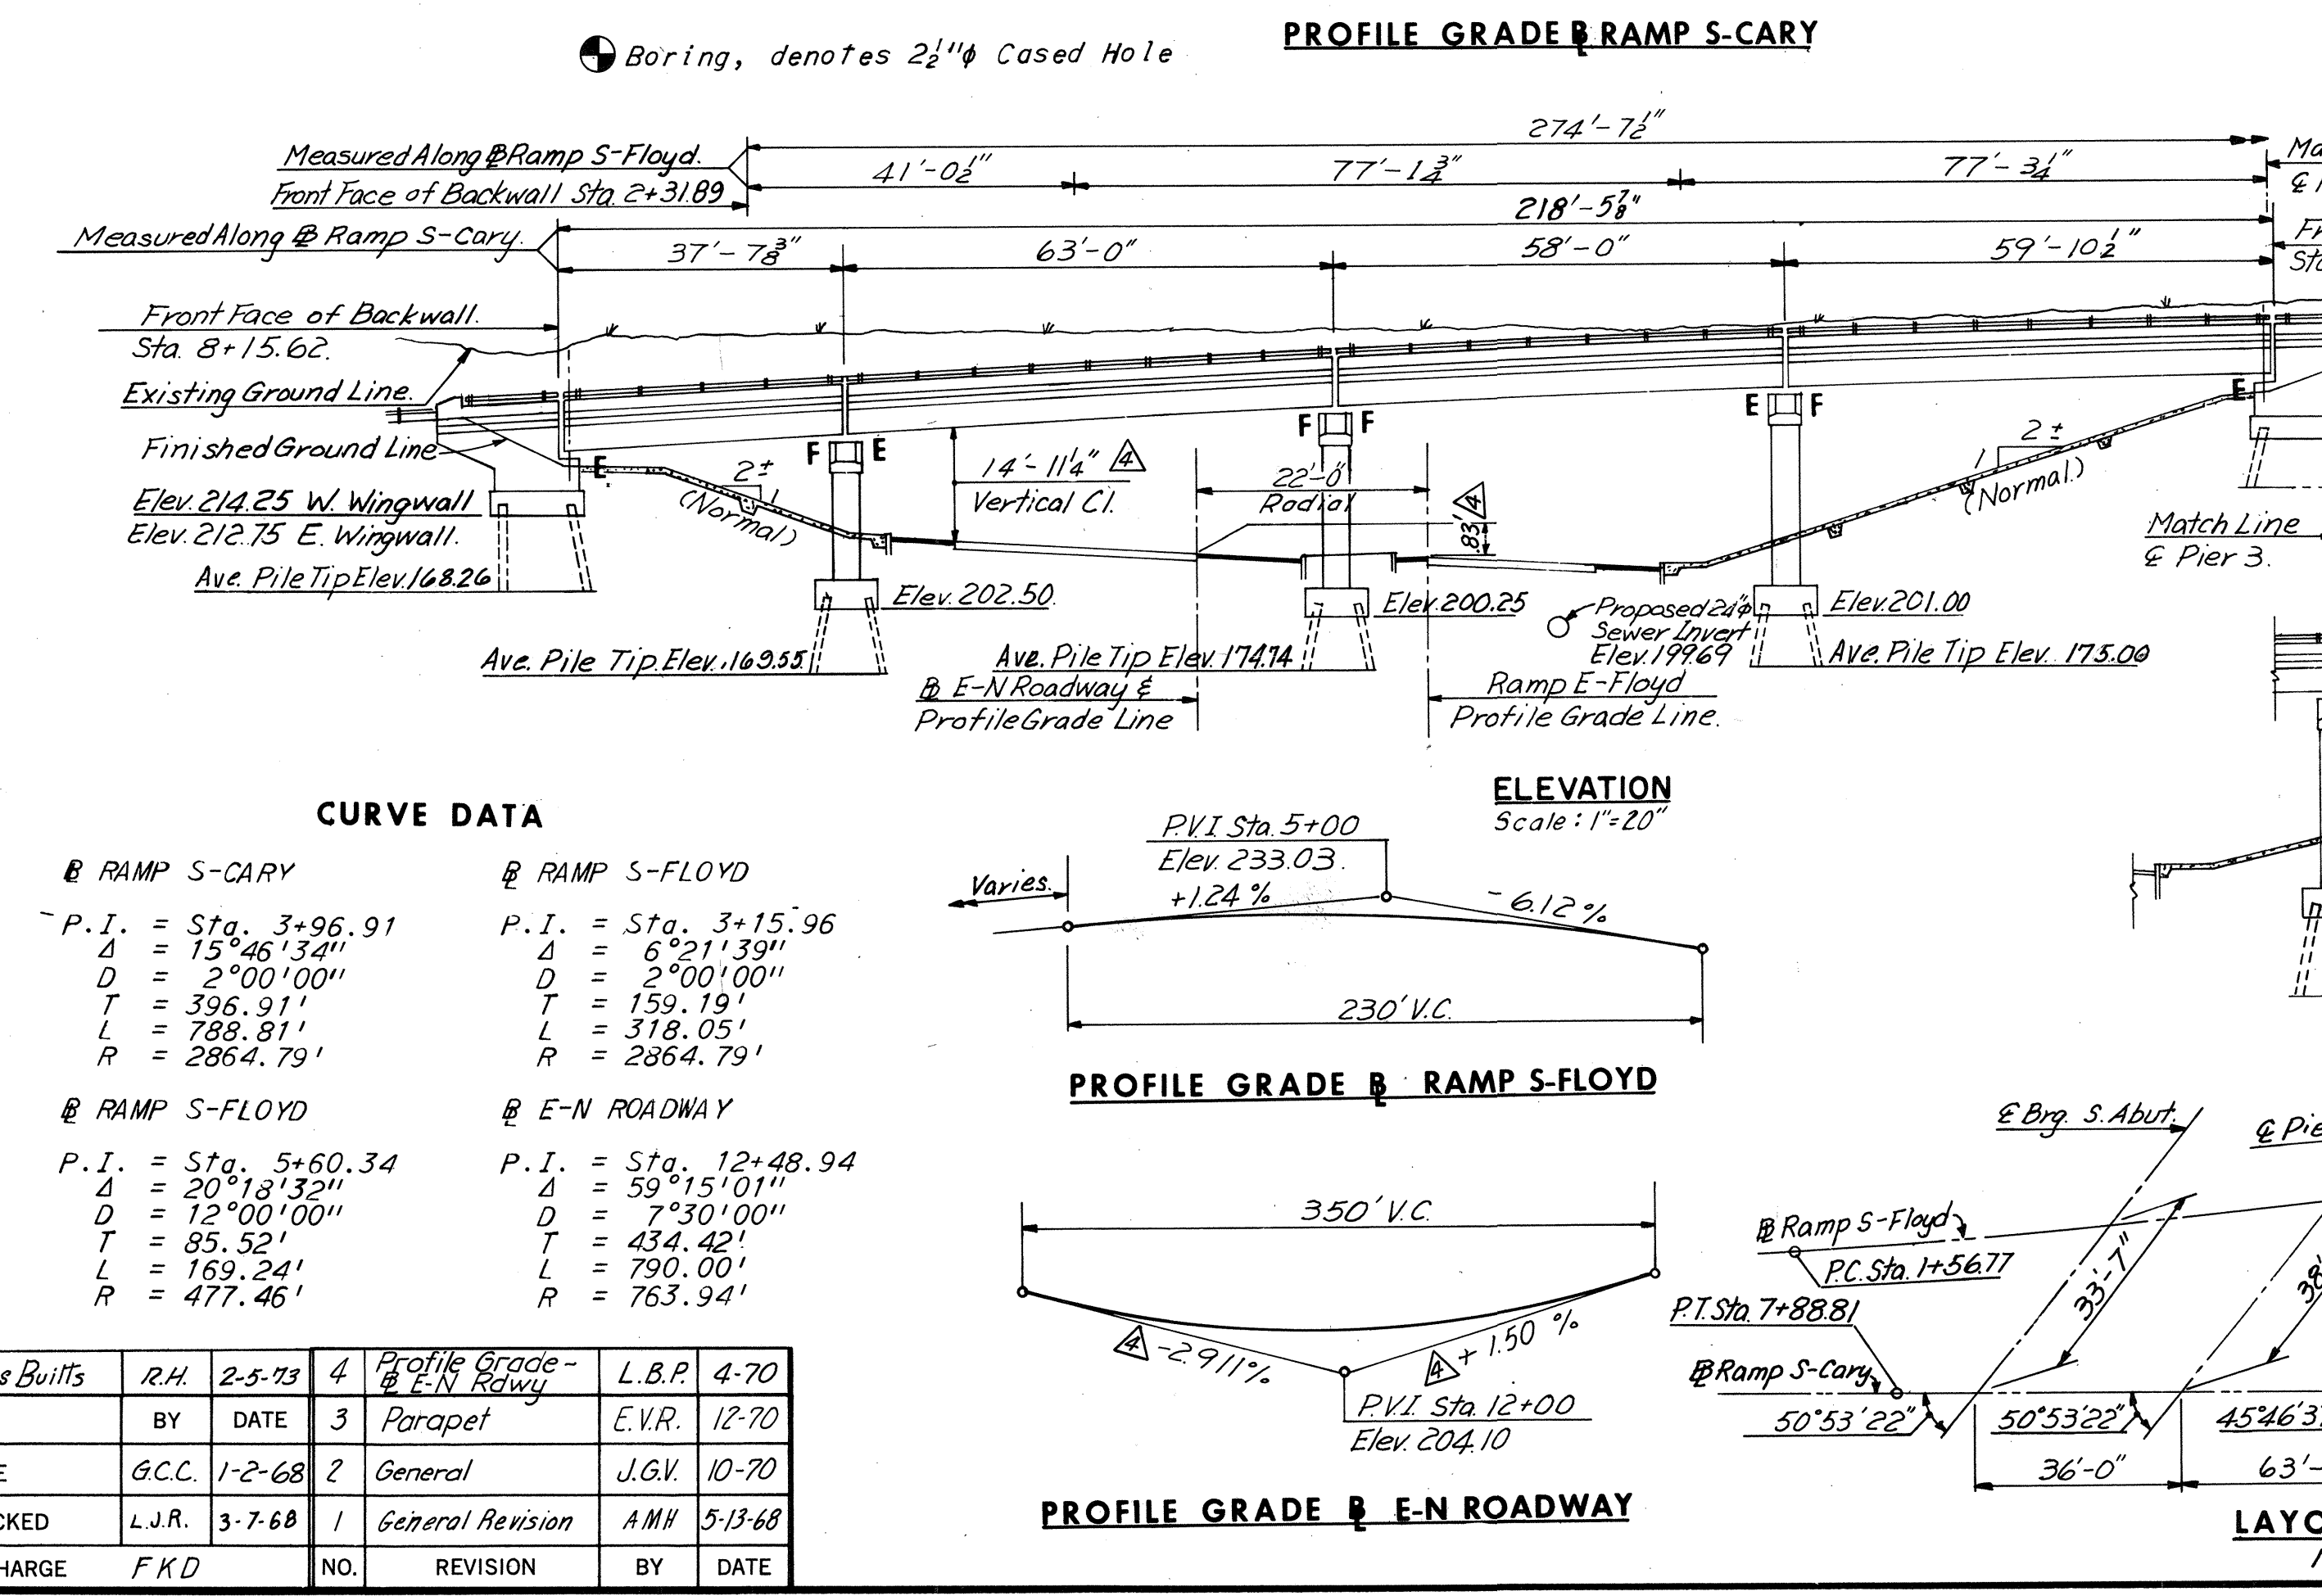 PROFILE GRADE ℄ RAMP S-CARY
Boring, denotes 2½"φ Cased Hole
274'-7½"
Measured Along ℄ Ramp S-Floyd.
41'-0½"
77'-1¾"
77'-3¼"
Front Face of Backwall Sta. 2+31.89
218'-5⅞"
Measured Along ℄ Ramp S-Cary.
37'-7⅜"
63'-0"
58'-0"
59'-10½"
Front Face of Backwall.
Sta. 8+15.62.
Existing Ground Line.
Finished Ground Line
E
F E
F F
E F
E
14'-11¼" 4
Vertical Cl.
22'-0"
Radial
.83' 4
2±
1
(Normal)
2±
1
(Normal.)
Elev. 214.25 W. Wingwall
Elev. 212.75 E. Wingwall.
Ave. Pile Tip Elev. 168.26
Match Line
℄ Pier 3.
Elev. 202.50.
Elev. 200.25
Proposed 24"φ
Sewer Invert
Elev. 199.69
Elev. 201.00
Ave. Pile Tip Elev. 169.55
Ave. Pile Tip Elev. 174.74
Ave. Pile Tip Elev. 175.00
℄ E-N Roadway &
Profile Grade Line
Ramp E-Floyd
Profile Grade Line.
ELEVATION
Scale: 1"=20"
CURVE DATA
℄ RAMP S-CARY
P.I. = Sta. 3+96.91
Δ = 15°46'34"
D = 2°00'00"
T = 396.91'
L = 788.81'
R = 2864.79'
℄ RAMP S-FLOYD
P.I. = Sta. 3+15.96
Δ = 6°21'39"
D = 2°00'00"
T = 159.19'
L = 318.05'
R = 2864.79'
℄ RAMP S-FLOYD
P.I. = Sta. 5+60.34
Δ = 20°18'32"
D = 12°00'00"
T = 85.52'
L = 169.24'
R = 477.46'
℄ E-N ROADWAY
P.I. = Sta. 12+48.94
Δ = 59°15'01"
D = 7°30'00"
T = 434.42'
L = 790.00'
R = 763.94'
P.V.I. Sta. 5+00
Elev. 233.03.
Varies.
+1.24%
-6.12%
230' V.C.
PROFILE GRADE ℄ RAMP S-FLOYD
350' V.C.
4 -2.911%
4 +1.50 %
P.V.I. Sta. 12+00
Elev. 204.10
PROFILE GRADE ℄ E-N ROADWAY
℄ Brg. S. Abut.
℄ Pie
℄ Ramp S-Floyd
P.C. Sta. 1+56.77
33'-7"
38'
P.T. Sta. 7+88.81
℄ Ramp S-Cary
50°53'22"
50°53'22"
45°46'3
36'-0"
63'-
LAYO
s Builts R.H. 2-5-73
BY DATE
E G.C.C. 1-2-68
CKED L.J.R. 3-7-68
HARGE FKD
4 Profile Grade- ℄ E-N Rdwy L.B.P. 4-70
3 Parapet E.V.R. 12-70
2 General J.G.V. 10-70
1 General Revision AMH 5-13-68
NO. REVISION BY DATE